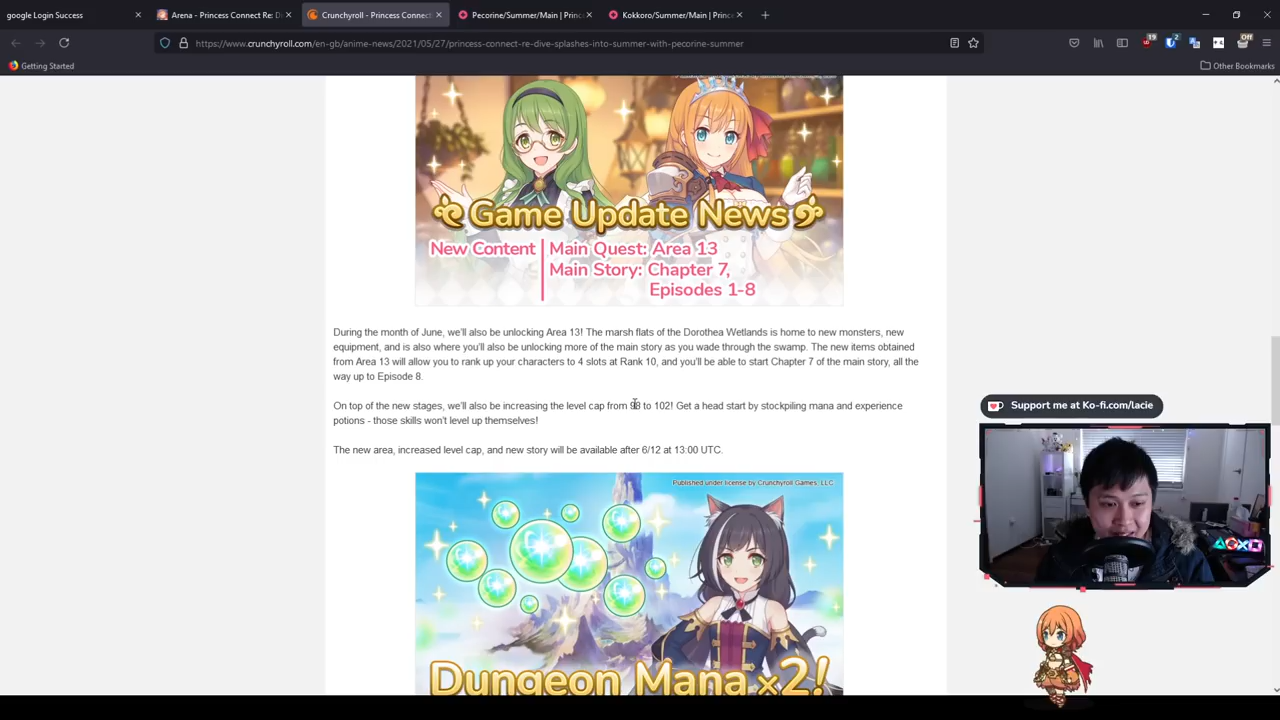 google Login Success
Arena - Princess Connect Re: Di
Crunchyroll - Princess Connect
Pecorine/Summer/Main | Princ
Kokkoro/Summer/Main | Princ
https://www.crunchyroll.com/en-gb/anime-news/2021/05/27/princess-connect-re-dive-splashes-into-summer-with-pecorine-summer
19
2
Off
Getting Started
Other Bookmarks
Game Update News
New Content
Main Quest: Area 13
Main Story: Chapter 7,
Episodes 1-8
During the month of June, we'll also be unlocking Area 13! The marsh flats of the Dorothea Wetlands is home to new monsters, new
equipment, and is also where you'll also be unlocking more of the main story as you wade through the swamp. The new items obtained
from Area 13 will allow you to rank up your characters to 4 slots at Rank 10, and you'll be able to start Chapter 7 of the main story, all the
way up to Episode 8.
On top of the new stages, we'll also be increasing the level cap from to 102! Get a head start by stockpiling mana and experience
potions - those skills won't level up themselves!
The new area, increased level cap, and new story will be available after 6/12 at 13:00 UTC.
Published under license by Crunchyroll Games, LLC.
Dungeon Mana x2!
Support me at Ko-fi.com/lacie